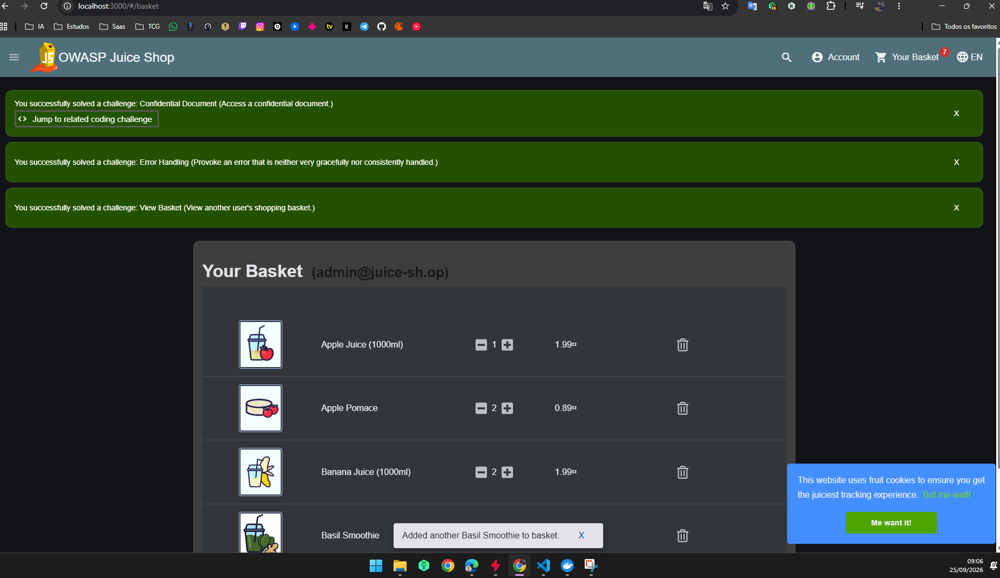 localhost:3000/#/basket
IA
Estudos
Saas
TCG
tv
Todos os favoritos
JS
OWASP Juice Shop
Account
Your Basket
7
EN
You successfully solved a challenge: Confidential Document (Access a confidential document.)
<> Jump to related coding challenge
X
You successfully solved a challenge: Error Handling (Provoke an error that is neither very gracefully nor consistently handled.)
X
You successfully solved a challenge: View Basket (View another user's shopping basket.)
X
Your Basket (admin@juice-sh.op)
Apple Juice (1000ml) 1 1.99¤
Apple Pomace 2 0.89¤
Banana Juice (1000ml) 2 1.99¤
Basil Smoothie
Added another Basil Smoothie to basket. X
This website uses fruit cookies to ensure you get
the juiciest tracking experience. But me wait!
Me want it!
09:06
25/09/2026